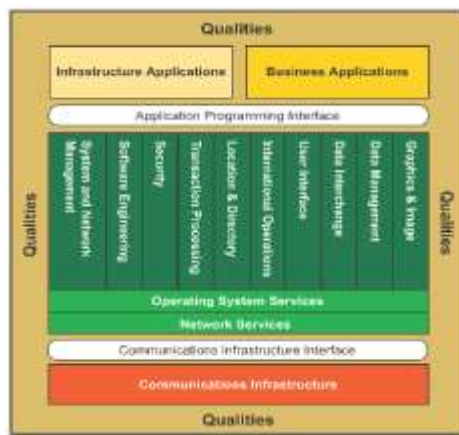 Qualities
Infrastructure Applications
Business Applications
Application Programming Interface
Qualities
System and Network
Management
Software Engineering
Security
Transaction Processing
Location & Directory
International Operations
User Interface
Data Interchange
Data Management
Graphics & Image
Qualities
Operating System Services
Network Services
Communications Infrastructure Interface
Communications Infrastructure
Qualities